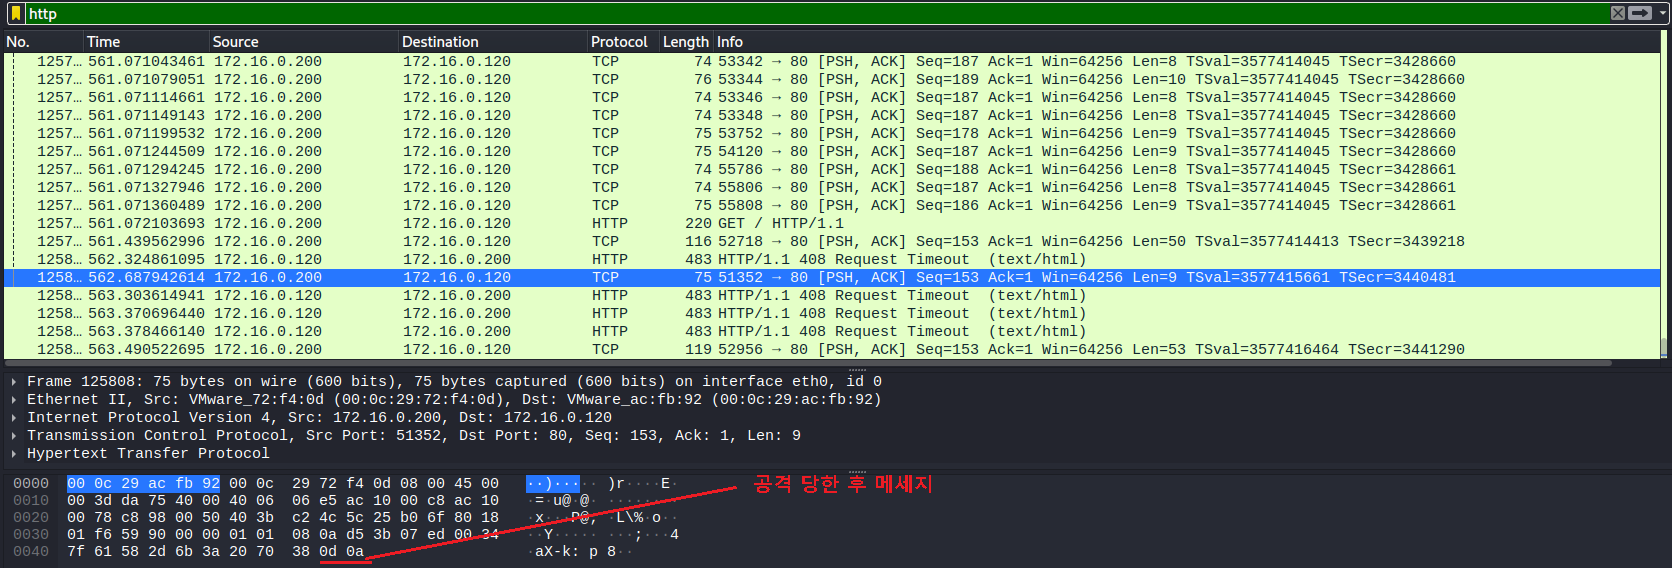 http
No. Time Source Destination Protocol Length Info
1257… 561.071043461 172.16.0.200 172.16.0.120 TCP 74 53342 → 80 [PSH, ACK] Seq=187 Ack=1 Win=64256 Len=8 TSval=3577414045 TSecr=3428660
1257… 561.071079051 172.16.0.200 172.16.0.120 TCP 76 53344 → 80 [PSH, ACK] Seq=189 Ack=1 Win=64256 Len=10 TSval=3577414045 TSecr=3428660
1257… 561.071114661 172.16.0.200 172.16.0.120 TCP 74 53346 → 80 [PSH, ACK] Seq=187 Ack=1 Win=64256 Len=8 TSval=3577414045 TSecr=3428660
1257… 561.071149143 172.16.0.200 172.16.0.120 TCP 74 53348 → 80 [PSH, ACK] Seq=187 Ack=1 Win=64256 Len=8 TSval=3577414045 TSecr=3428660
1257… 561.071199532 172.16.0.200 172.16.0.120 TCP 75 53752 → 80 [PSH, ACK] Seq=178 Ack=1 Win=64256 Len=9 TSval=3577414045 TSecr=3428660
1257… 561.071244509 172.16.0.200 172.16.0.120 TCP 75 54120 → 80 [PSH, ACK] Seq=187 Ack=1 Win=64256 Len=9 TSval=3577414045 TSecr=3428660
1257… 561.071294245 172.16.0.200 172.16.0.120 TCP 74 55786 → 80 [PSH, ACK] Seq=188 Ack=1 Win=64256 Len=8 TSval=3577414045 TSecr=3428661
1257… 561.071327946 172.16.0.200 172.16.0.120 TCP 74 55806 → 80 [PSH, ACK] Seq=187 Ack=1 Win=64256 Len=8 TSval=3577414045 TSecr=3428661
1257… 561.071360489 172.16.0.200 172.16.0.120 TCP 75 55808 → 80 [PSH, ACK] Seq=186 Ack=1 Win=64256 Len=9 TSval=3577414045 TSecr=3428661
1257… 561.072103693 172.16.0.200 172.16.0.120 HTTP 220 GET / HTTP/1.1
1257… 561.439562996 172.16.0.200 172.16.0.120 TCP 116 52718 → 80 [PSH, ACK] Seq=153 Ack=1 Win=64256 Len=50 TSval=3577414413 TSecr=3439218
1258… 562.324861095 172.16.0.120 172.16.0.200 HTTP 483 HTTP/1.1 408 Request Timeout (text/html)
1258… 562.687942614 172.16.0.200 172.16.0.120 TCP 75 51352 → 80 [PSH, ACK] Seq=153 Ack=1 Win=64256 Len=9 TSval=3577415661 TSecr=3440481
1258… 563.303614941 172.16.0.120 172.16.0.200 HTTP 483 HTTP/1.1 408 Request Timeout (text/html)
1258… 563.370696440 172.16.0.120 172.16.0.200 HTTP 483 HTTP/1.1 408 Request Timeout (text/html)
1258… 563.378466140 172.16.0.120 172.16.0.200 HTTP 483 HTTP/1.1 408 Request Timeout (text/html)
1258… 563.490522695 172.16.0.200 172.16.0.120 TCP 119 52956 → 80 [PSH, ACK] Seq=153 Ack=1 Win=64256 Len=53 TSval=3577416464 TSecr=3441290
Frame 125808: 75 bytes on wire (600 bits), 75 bytes captured (600 bits) on interface eth0, id 0
Ethernet II, Src: VMware_72:f4:0d (00:0c:29:72:f4:0d), Dst: VMware_ac:fb:92 (00:0c:29:ac:fb:92)
Internet Protocol Version 4, Src: 172.16.0.200, Dst: 172.16.0.120
Transmission Control Protocol, Src Port: 51352, Dst Port: 80, Seq: 153, Ack: 1, Len: 9
Hypertext Transfer Protocol
0000 00 0c 29 ac fb 92 00 0c 29 72 f4 0d 08 00 45 00 ··)····· )r····E·
공격 당한 후 메세지
0010 00 3d da 75 40 00 40 06 06 e5 ac 10 00 c8 ac 10 ·=·u@·@· ········
0020 00 78 c8 98 00 50 40 3b c2 4c 5c 25 b0 6f 80 18 ·x···P@; ·L\%·o··
0030 01 f6 59 90 00 00 01 01 08 0a d5 3b 07 ed 00 34 ··Y····· ···;···4
0040 7f 61 58 2d 6b 3a 20 70 38 0d 0a ·aX-k: p 8··